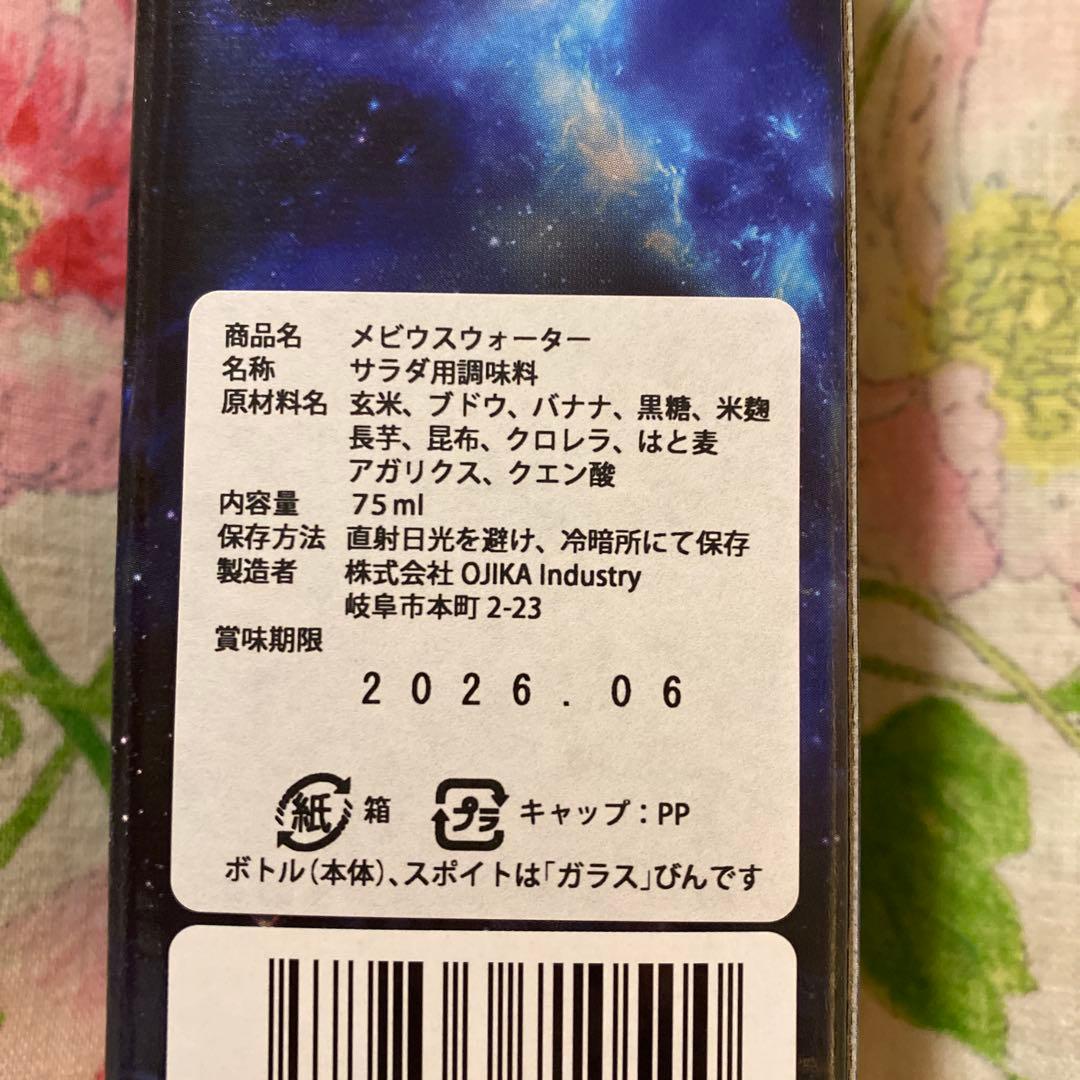 商品名 メビウスウォーター
名称 サラダ用調味料
原材料名 玄米、ブドウ、バナナ、黒糖、米麹
長芋、昆布、クロレラ、はと麦
アガリクス、クエン酸
内容量 75ml
保存方法 直射日光を避け、冷暗所にて保存
製造者 株式会社 OJIKA Industry
岐阜市本町 2-23
賞味期限
2026.06
紙 箱 プラ キャップ:PP
ボトル(本体)、スポイトは「ガラス」びんです